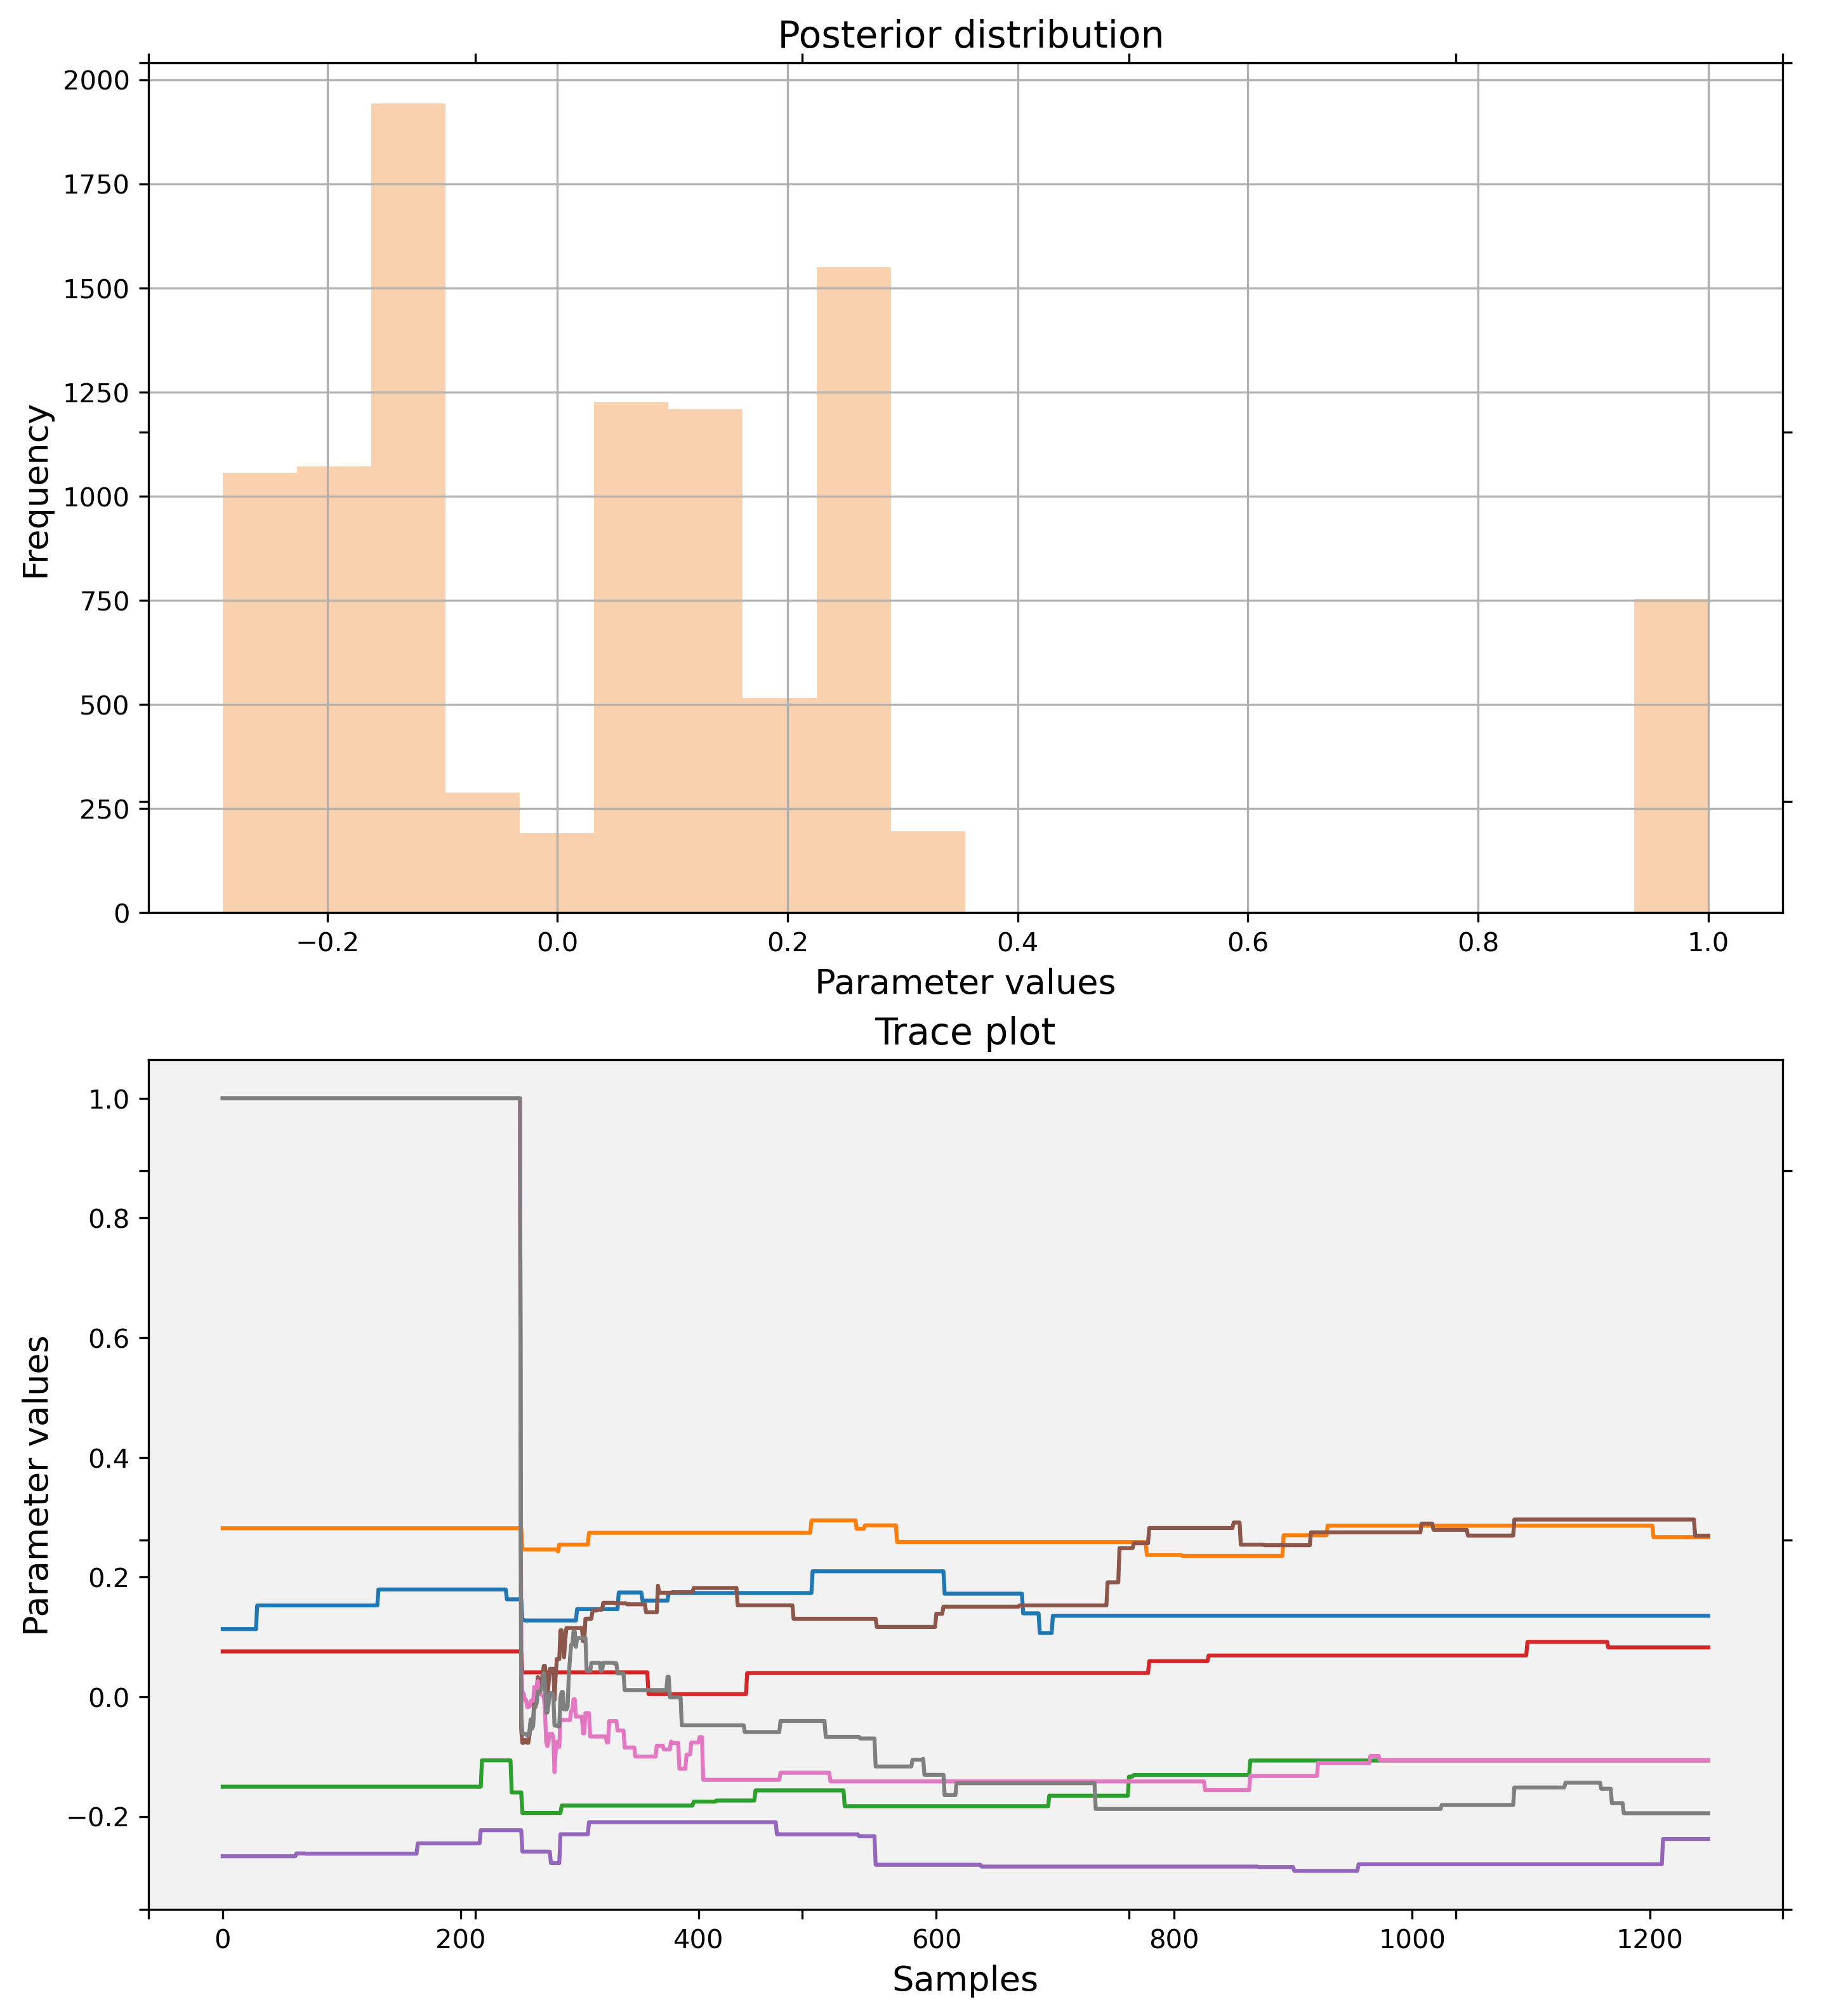 Posterior distribution
2000
1750
1500
1250
1000
750
500
250
0
Frequency
−0.2 0.0 0.2 0.4 0.6 0.8 1.0
Parameter values
Trace plot
1.0
0.8
0.6
0.4
0.2
0.0
−0.2
Parameter values
0 200 400 600 800 1000 1200
Samples